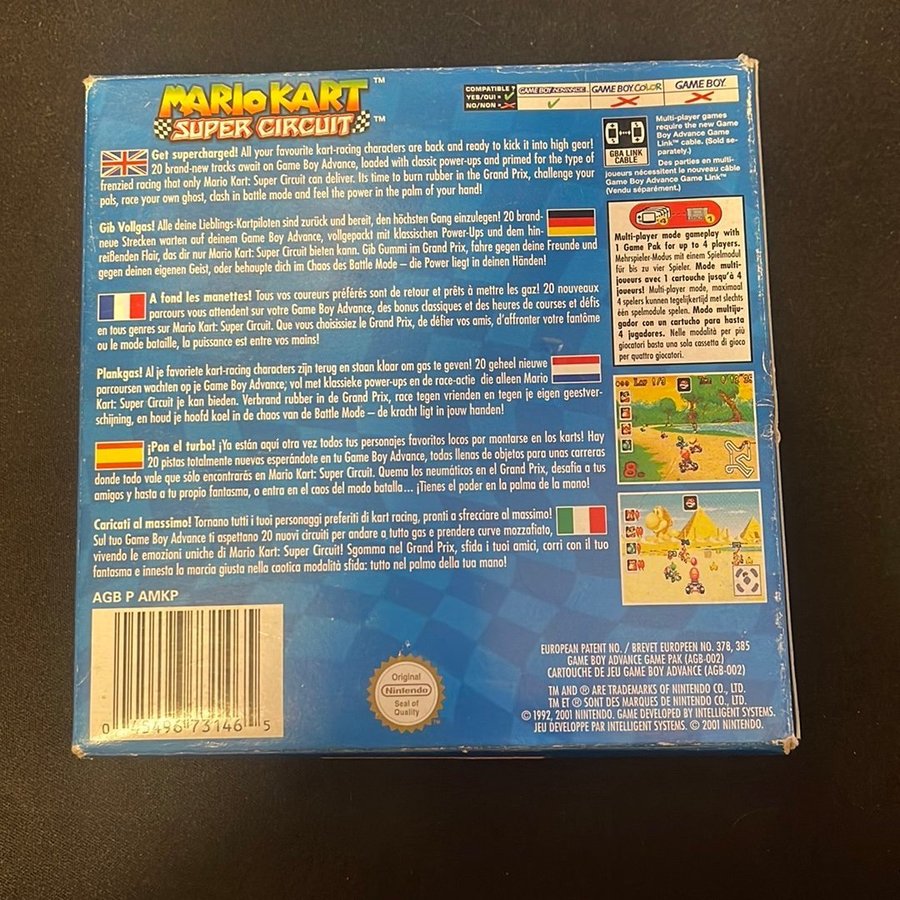 MARIO KART™
SUPER CIRCUIT™
COMPATIBLE?
YES/OUI = ✓
NO/NON = ✗
GAME BOY ADVANCE
GAME BOY COLOR
GAME BOY
Get supercharged! All your favourite kart-racing characters are back and ready to kick it into high gear!
20 brand-new tracks await on Game Boy Advance, loaded with classic power-ups and primed for the type of
frenzied racing that only Mario Kart: Super Circuit can deliver. Its time to burn rubber in the Grand Prix, challenge your
pals, race your own ghost, clash in battle mode and feel the power in the palm of your hand!
Gib Vollgas! Alle deine Lieblings-Kartpiloten sind zurück und bereit, den höchsten Gang einzulegen! 20 brand-
neue Strecken warten auf deinem Game Boy Advance, vollgepackt mit klassischen Power-Ups und dem hin-
reißenden Flair, das dir nur Mario Kart: Super Circuit bieten kann. Gib Gummi im Grand Prix, fahre gegen deine Freunde und
gegen deinen eigenen Geist, oder behaupte dich im Chaos des Battle Mode – die Power liegt in deinen Händen!
A fond les manettes! Tous vos coureurs préférés sont de retour et prêts à mettre les gaz! 20 nouveaux
parcours vous attendent sur votre Game Boy Advance, des bonus classiques et des heures de courses et défis
en tous genres sur Mario Kart: Super Circuit. Que vous choisissiez le Grand Prix, de défier vos amis, d'affronter votre fantôme
ou le mode bataille, la puissance est entre vos mains!
Plankgas! Al je favoriete kart-racing characters zijn terug en staan klaar om gas te geven! 20 geheel nieuwe
parcoursen wachten op je Game Boy Advance, vol met klassieke power-ups en de race-actie die alleen Mario
Kart: Super Circuit je kan bieden. Verbrand rubber in de Grand Prix, race tegen vrienden en tegen je eigen geestver-
schijning, en houd je hoofd koel in de chaos van de Battle Mode – de kracht ligt in jouw handen!
¡Pon el turbo! ¡Ya están aquí otra vez todos tus personajes favoritos locos por montarse en los karts! Hay
20 pistas totalmente nuevas esperándote en tu Game Boy Advance, todas llenas de objetos para unas carreras
donde todo vale que sólo encontrarás en Mario Kart: Super Circuit. Quema los neumáticos en el Grand Prix, desafía a tus
amigos y hasta a tu propio fantasma, o entra en el caos del modo batalla... ¡Tienes el poder en la palma de la mano!
Caricati al massimo! Tornano tutti i tuoi personaggi preferiti di kart racing, pronti a sfrecciare al massimo!
Sul tuo Game Boy Advance ti aspettano 20 nuovi circuiti per andare a tutto gas e prendere curve mozzafiato,
vivendo le emozioni uniche di Mario Kart: Super Circuit! Sgomma nel Grand Prix, sfida i tuoi amici, corri con il tuo
fantasma e innesta la marcia giusta nella caotica modalità sfida: tutto nel palmo della tua mano!
AGB P AMKP
0 45496 73146 5
Original
Nintendo
Seal of
Quality
GBA LINK
CABLE
Multi-player games
require the new Game
Boy Advance Game
Link™ cable. (Sold se-
parately.)
Des parties en multi-
joueurs nécessitent le nouveau câble
Game Boy Advance Game Link™
(Vendu séparément.)
Multi-player mode gameplay with
1 Game Pak for up to 4 players.
Mehrspieler-Modus mit einem Spielmodul
für bis zu vier Spieler. Mode multi-
joueurs avec 1 cartouche jusqu'à 4
joueurs! Multi-player mode, maximaal
4 spelers kunnen tegelijkertijd met slechts
één spelmodule spelen. Modo multiju-
gador con un cartucho para hasta
4 jugadores. Nelle modalità per più
giocatori basta una sola cassetta di gioco
per quattro giocatori.
EUROPEAN PATENT NO. / BREVET EUROPEEN NO. 378, 385
GAME BOY ADVANCE GAME PAK (AGB-002)
CARTOUCHE DE JEU GAME BOY ADVANCE (AGB-002)
TM AND ® ARE TRADEMARKS OF NINTENDO CO., LTD.
TM ET ® SONT DES MARQUES DE NINTENDO CO., LTD.
© 1992, 2001 NINTENDO. GAME DEVELOPED BY INTELLIGENT SYSTEMS.
JEU DEVELOPPE PAR INTELLIGENT SYSTEMS. © 2001 NINTENDO.